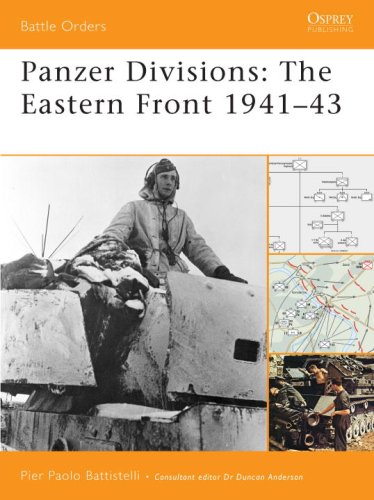 Battle Orders
OSPREY
PUBLISHING
Panzer Divisions: The
Eastern Front 1941–43
Pier Paolo Battistelli • Consultant editor Dr Duncan Anderson